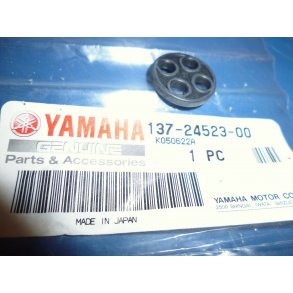 YAMAHA 137-24523-00
GENUINE K050622A
Parts & Accessories 1 PC
YAMAHA MOTOR CO
MADE IN JAPAN